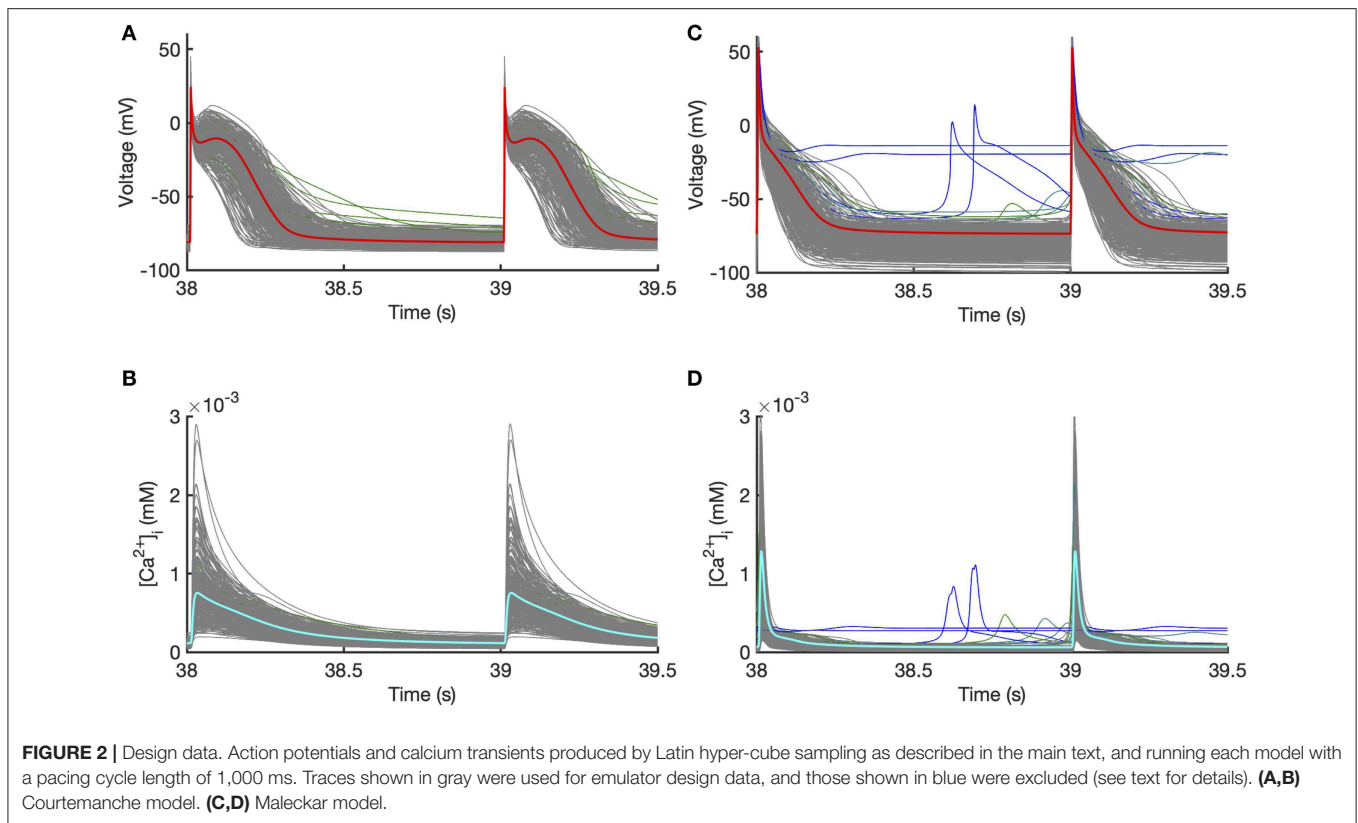 A
50
0
-50
-100
Voltage (mV)
38
38.5
39
39.5
Time (s)
C
50
0
-50
-100
Voltage (mV)
38
38.5
39
39.5
Time (s)
B
×10⁻³
3
2
1
0
[Ca²⁺]ᵢ (mM)
38
38.5
39
39.5
Time (s)
D
×10⁻³
3
2
1
0
[Ca²⁺]ᵢ (mM)
38
38.5
39
39.5
Time (s)
FIGURE 2 | Design data. Action potentials and calcium transients produced by Latin hyper-cube sampling as described in the main text, and running each model with
a pacing cycle length of 1,000 ms. Traces shown in gray were used for emulator design data, and those shown in blue were excluded (see text for details). (A,B)
Courtemanche model. (C,D) Maleckar model.